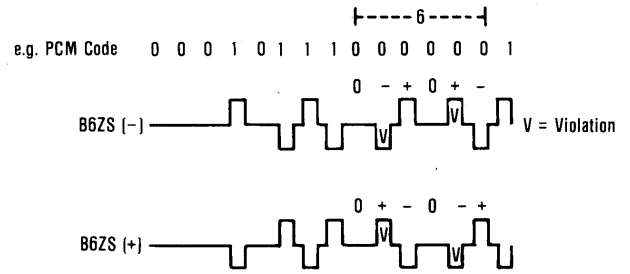 6
e.g. PCM Code 0 0 0 1 0 1 1 1 0 0 0 0 0 0 1
0 - + 0 + -
B6ZS (-) V V V = Violation
0 + - 0 - +
B6ZS (+) V V